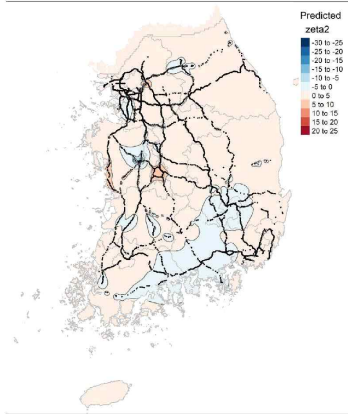 Predicted
zeta2
-30 to -25
-25 to -20
-20 to -15
-15 to -10
-10 to -5
-5 to 0
0 to 5
5 to 10
10 to 15
15 to 20
20 to 25